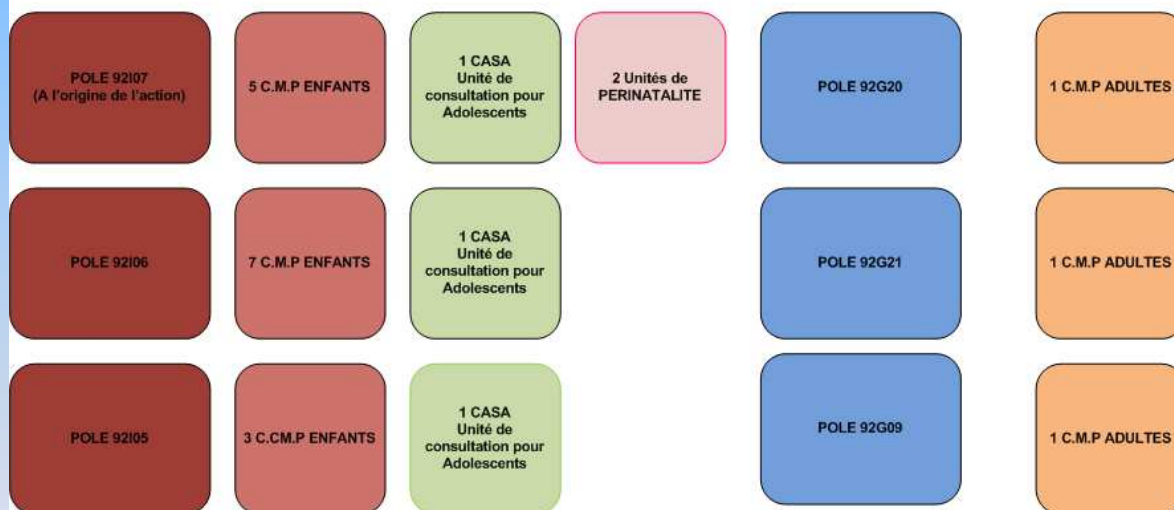 POLE 92I07
(A l'origine de l'action)
5 C.M.P ENFANTS
1 CASA
Unité de
consultation pour
Adolescents
2 Unités de
PERINATALITE
POLE 92G20
1 C.M.P ADULTES
POLE 92I06
7 C.M.P ENFANTS
1 CASA
Unité de
consultation pour
Adolescents
POLE 92G21
1 C.M.P ADULTES
POLE 92I05
3 C.CM.P ENFANTS
1 CASA
Unité de
consultation pour
Adolescents
POLE 92G09
1 C.M.P ADULTES